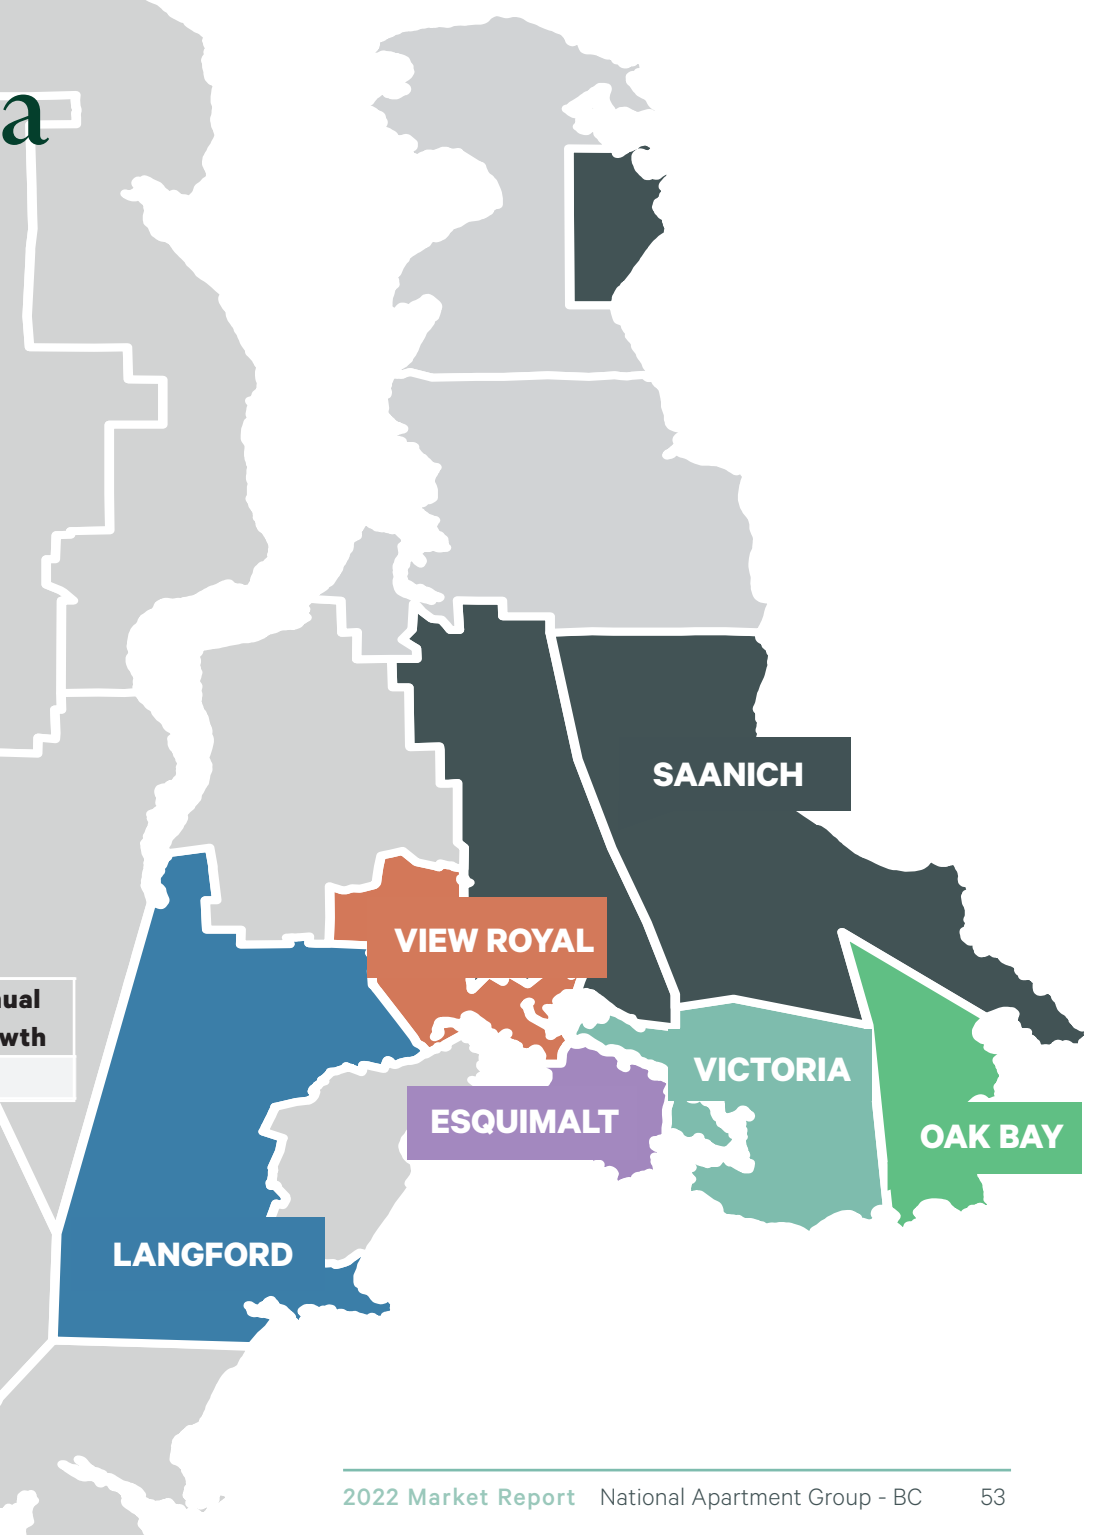 a
SAANICH
VIEW ROYAL
ual
wth
VICTORIA
ESQUIMALT
OAK BAY
LANGFORD
2022 Market Report National Apartment Group - BC 53